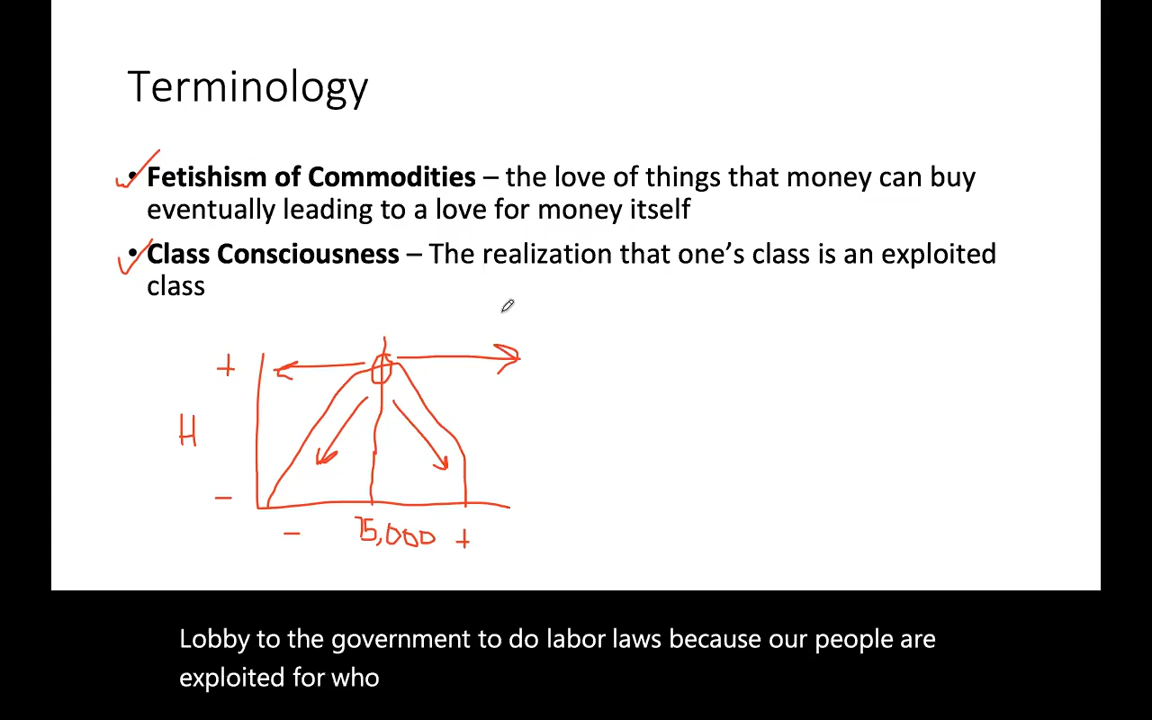 Terminology
• Fetishism of Commodities – the love of things that money can buy
eventually leading to a love for money itself
• Class Consciousness – The realization that one's class is an exploited
class
+
H
-
- 75,000 +
Lobby to the government to do labor laws because our people are
exploited for who